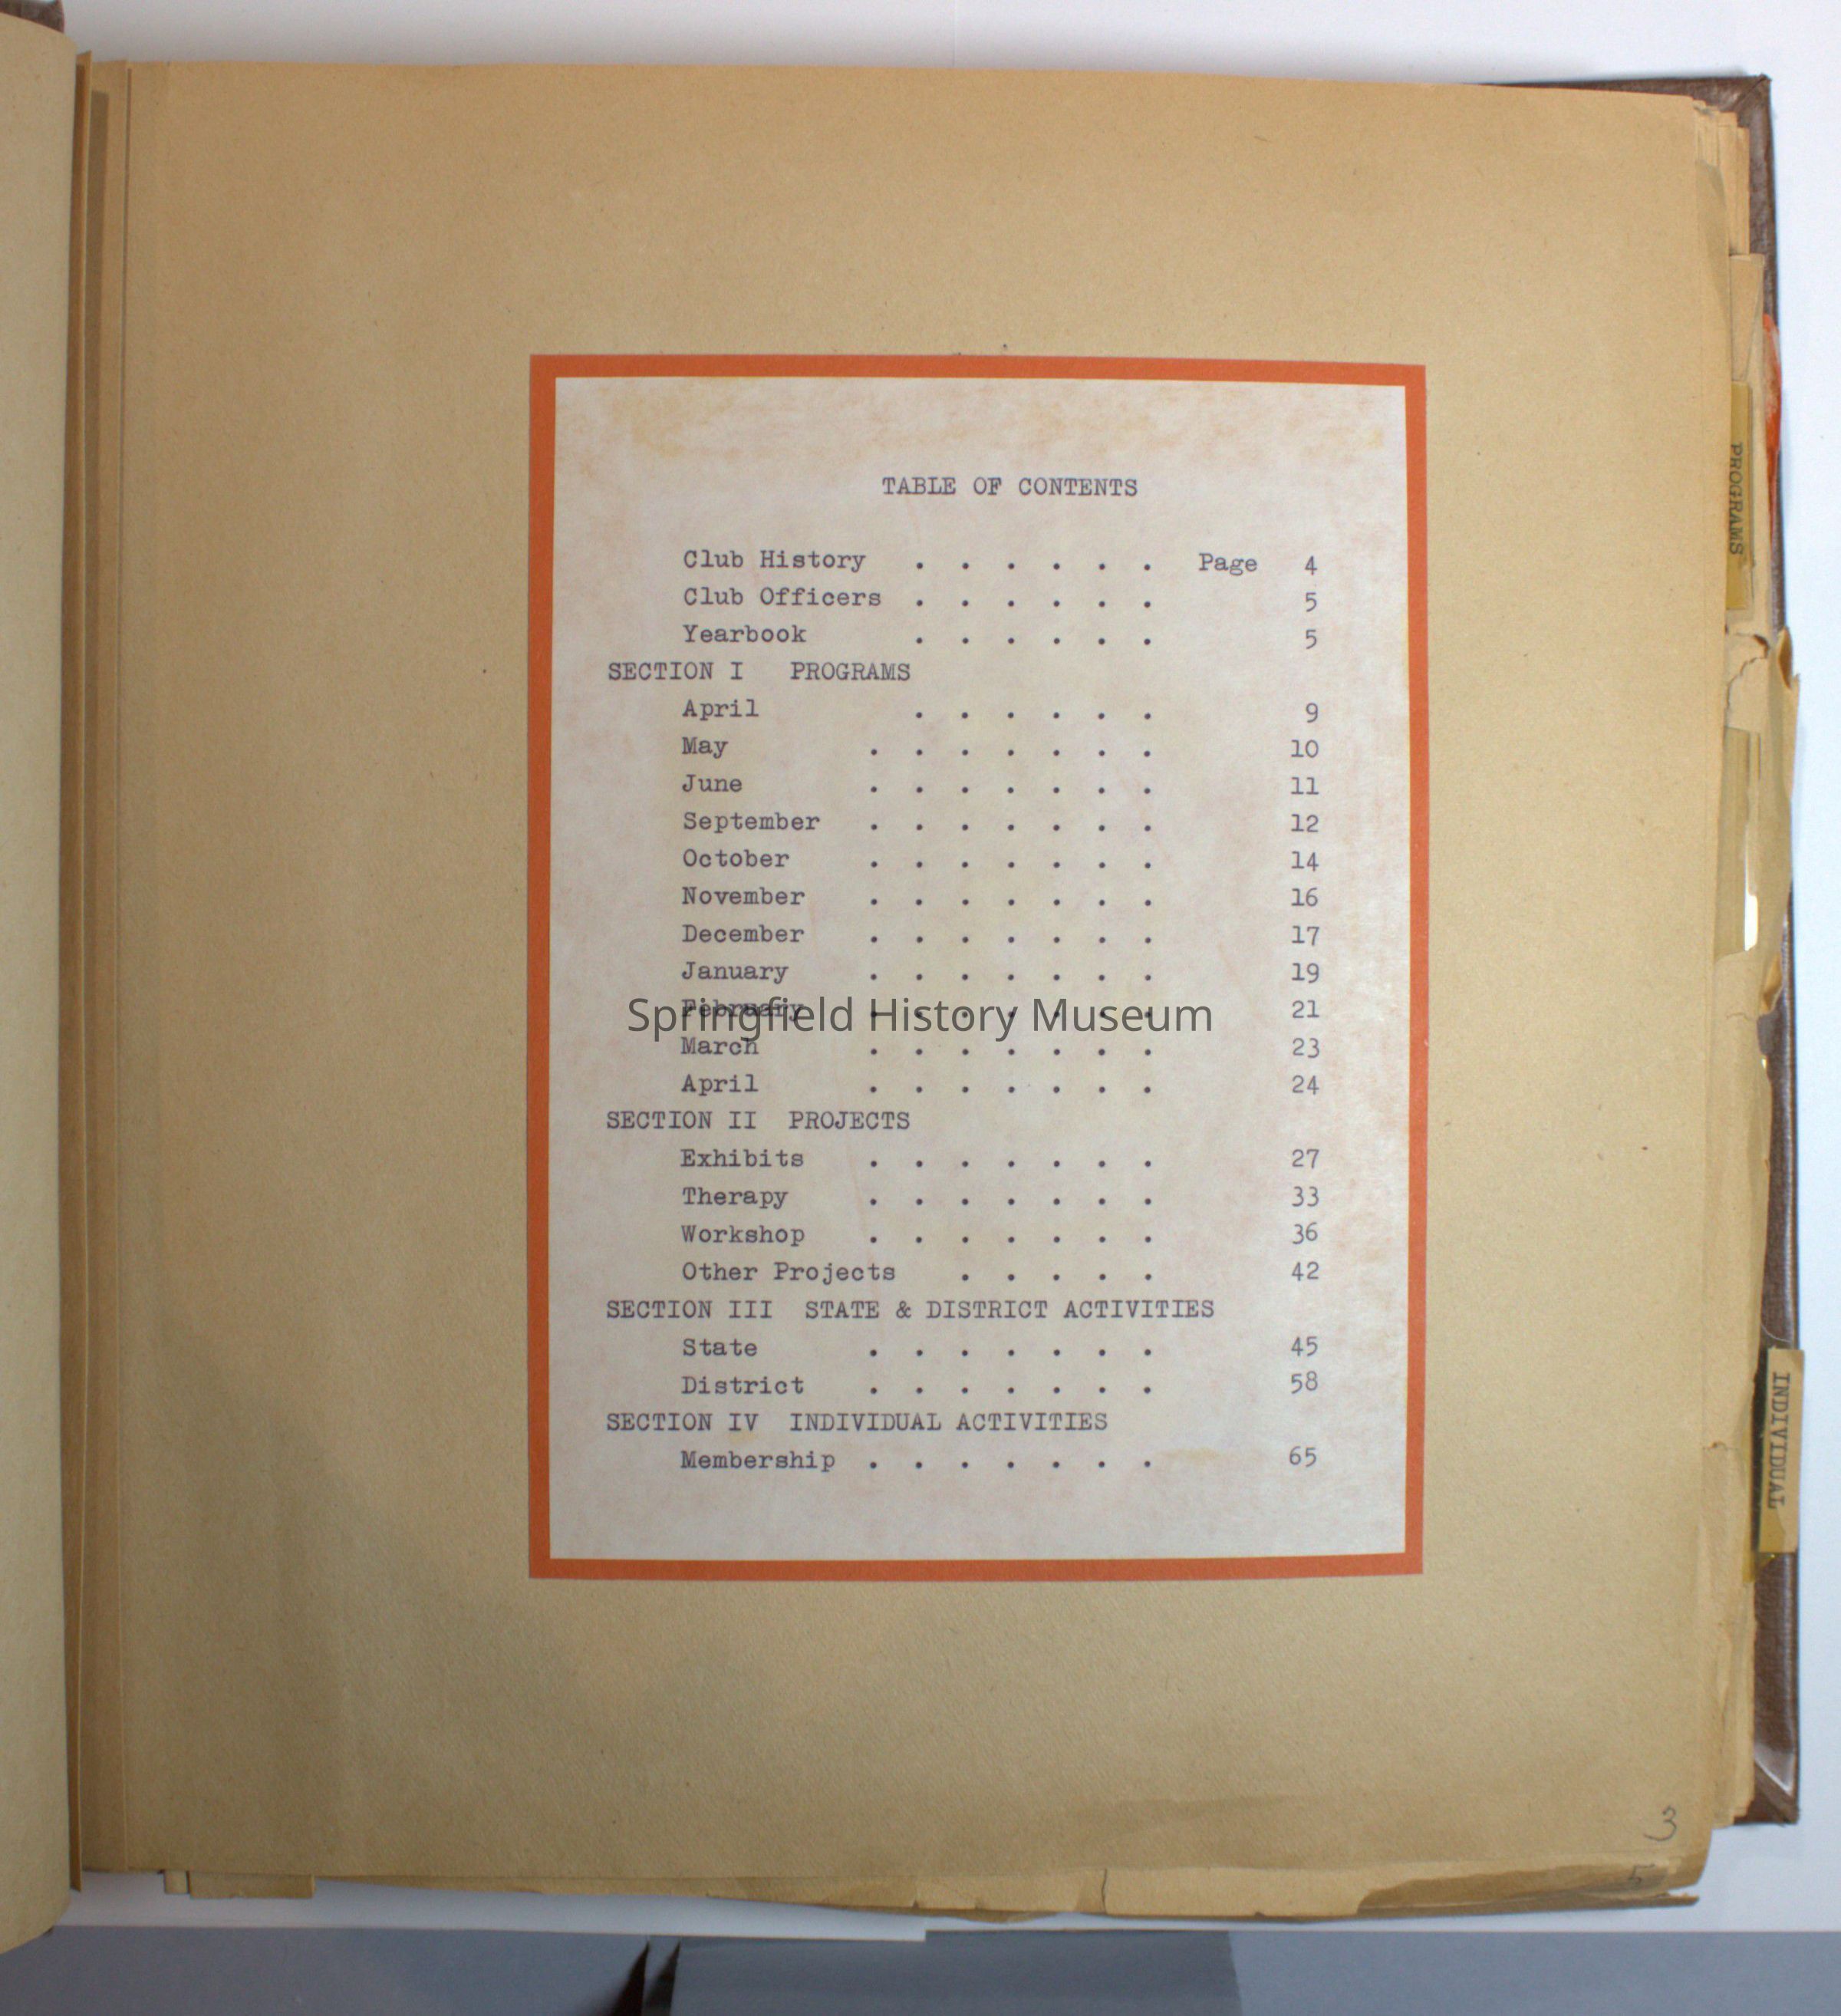 TABLE OF CONTENTS
Club History . . . . . . Page 4
Club Officers . . . . . . 5
Yearbook . . . . . . 5
SECTION I PROGRAMS
April . . . . . . 9
May . . . . . . . 10
June . . . . . . . 11
September . . . . . . . 12
October . . . . . . . 14
November . . . . . . . 16
December . . . . . . . 17
January . . . . . . . 19
February . . . . . . . 21
Springfield History Museum
March . . . . . . . 23
April . . . . . . . 24
SECTION II PROJECTS
Exhibits . . . . . . . 27
Therapy . . . . . . . 33
Workshop . . . . . . . 36
Other Projects . . . . . 42
SECTION III STATE & DISTRICT ACTIVITIES
State . . . . . . . 45
District . . . . . . . 58
SECTION IV INDIVIDUAL ACTIVITIES
Membership . . . . . . . 65
PROGRAMS
INDIVIDUAL
3
5